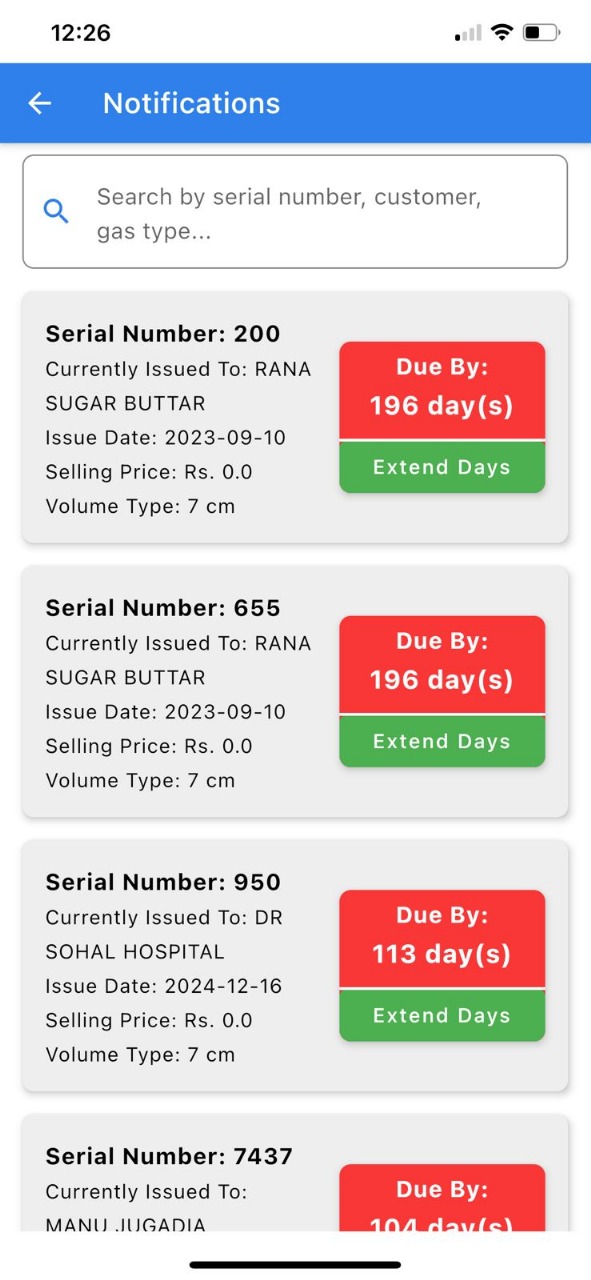 12:26
Notifications
Search by serial number, customer,
gas type...
Serial Number: 200
Currently Issued To: RANA
SUGAR BUTTAR
Issue Date: 2023-09-10
Selling Price: Rs. 0.0
Volume Type: 7 cm
Due By:
196 day(s)
Extend Days
Serial Number: 655
Currently Issued To: RANA
SUGAR BUTTAR
Issue Date: 2023-09-10
Selling Price: Rs. 0.0
Volume Type: 7 cm
Due By:
196 day(s)
Extend Days
Serial Number: 950
Currently Issued To: DR
SOHAL HOSPITAL
Issue Date: 2024-12-16
Selling Price: Rs. 0.0
Volume Type: 7 cm
Due By:
113 day(s)
Extend Days
Serial Number: 7437
Currently Issued To:
MANU JUGADIA
Due By:
104 day(s)